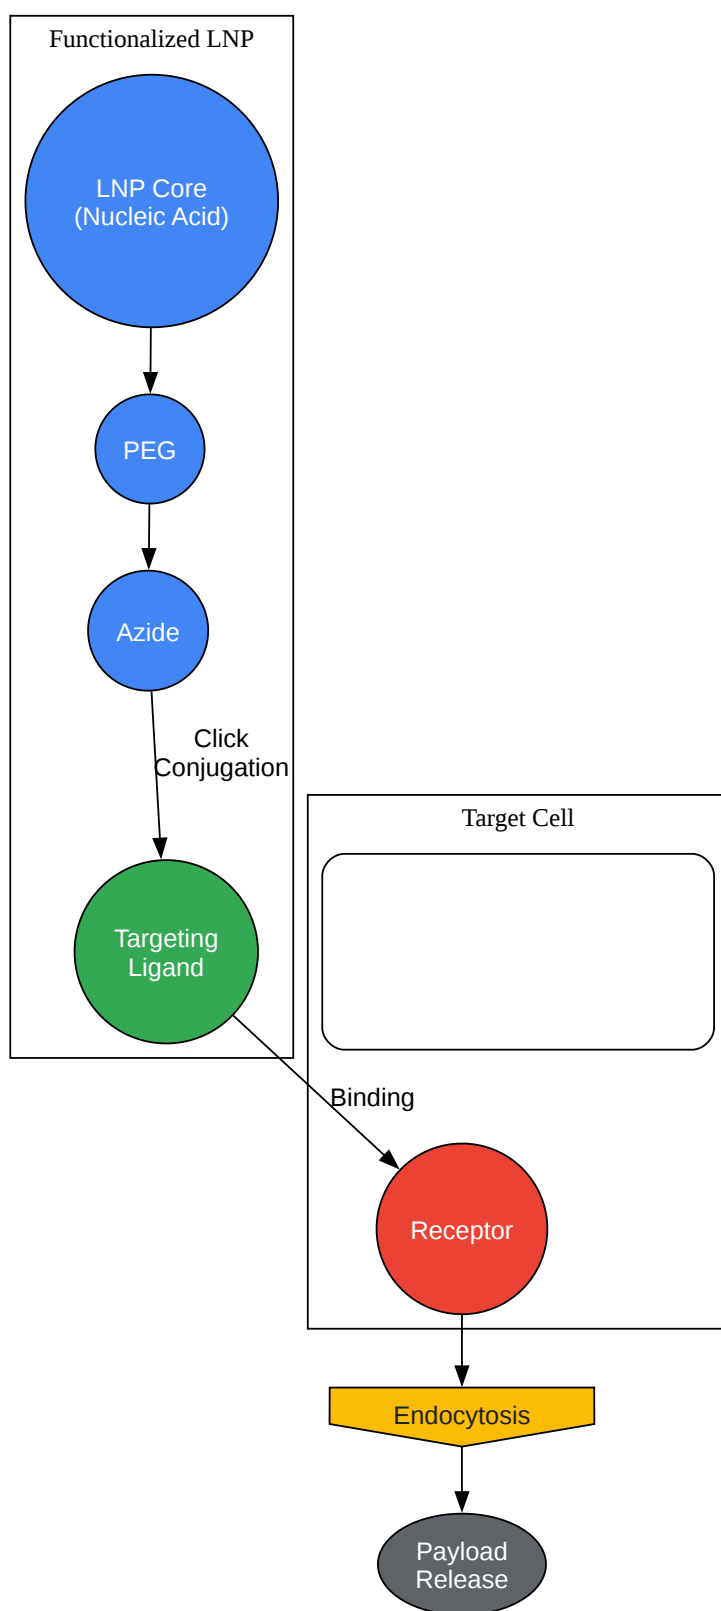 Functionalized LNP
LNP Core
(Nucleic Acid)
PEG
Azide
Click
Conjugation
Target Cell
Targeting
Ligand
Binding
Receptor
Endocytosis
Payload
Release